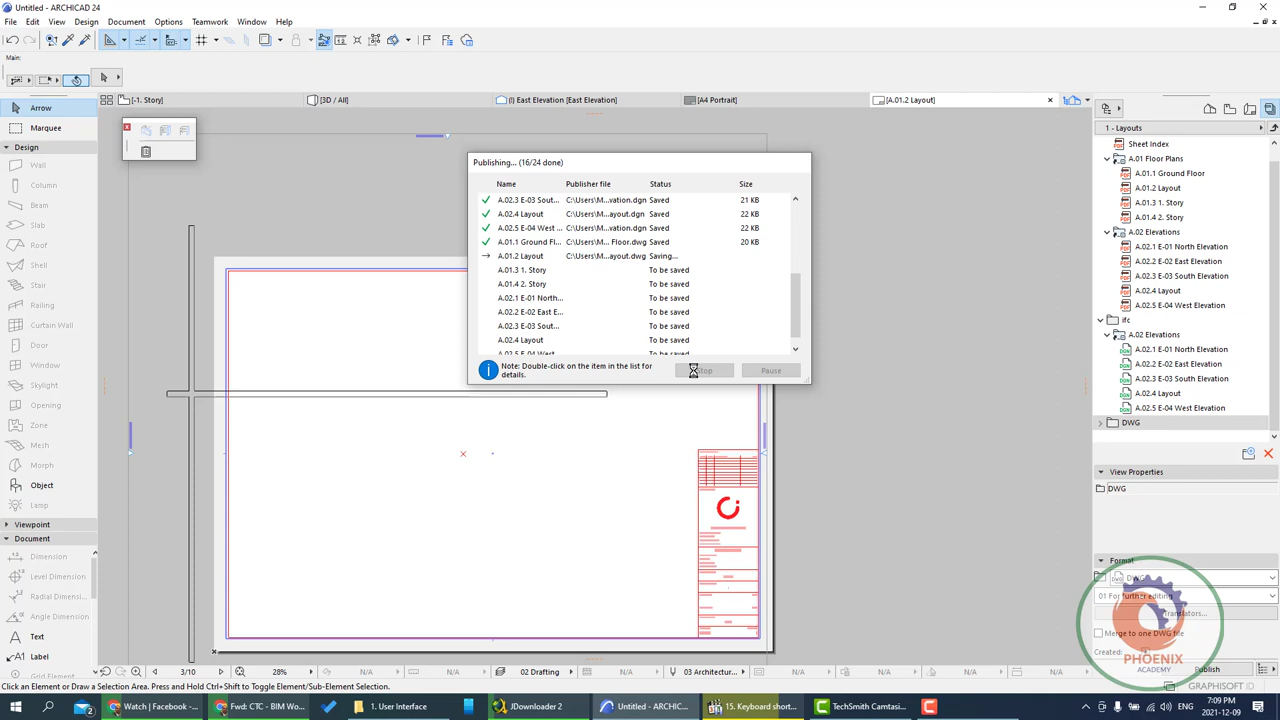 Untitled - ARCHICAD 24
File Edit View Design Document Options Teamwork Window Help
Main:
[-1. Story] [3D / All] (!) East Elevation [East Elevation] [A4 Portrait] [A.01.2 Layout]
Arrow
Marquee
Design
Wall
Column
Beam
Slab
Roof
Shell
Stair
Railing
Curtain Wall
Door
Window
Skylight
Opening
Zone
Mesh
Morph
Object
Lamp
Viewpoint
Document
Dimension
Level Dimension
Radial Dimension
Angle Dimension
Text
Label
Publishing... (16/24 done)
Name Publisher file Status Size
A.02.3 E-03 Sout... C:\Users\M...vation.dgn Saved 21 KB
A.02.4 Layout C:\Users\M...ayout.dgn Saved 22 KB
A.02.5 E-04 West ... C:\Users\M...vation.dgn Saved 22 KB
A.01.1 Ground Fl... C:\Users\M... Floor.dwg Saved 20 KB
A.01.2 Layout C:\Users\M...ayout.dwg Saving...
A.01.3 1. Story To be saved
A.01.4 2. Story To be saved
A.02.1 E-01 North... To be saved
A.02.2 E-02 East E... To be saved
A.02.3 E-03 Sout... To be saved
A.02.4 Layout To be saved
A.02.5 E-04 West... To be saved
Note: Double-click on the item in the list for
details.
Stop Pause
1 - Layouts
Sheet Index
A.01 Floor Plans
A.01.1 Ground Floor
A.01.2 Layout
A.01.3 1. Story
A.01.4 2. Story
A.02 Elevations
A.02.1 E-01 North Elevation
A.02.2 E-02 East Elevation
A.02.3 E-03 South Elevation
A.02.4 Layout
A.02.5 E-04 West Elevation
ifc
A.02 Elevations
A.02.1 E-01 North Elevation
A.02.2 E-02 East Elevation
A.02.3 E-03 South Elevation
A.02.4 Layout
A.02.5 E-04 West Elevation
DWG
View Properties
DWG
Format
01 For further editing
Translators...
Merge to one DWG file
Created:
Publish
PHOENIX
ACADEMY
3/10 28% N/A N/A 02 Drafting N/A 03 Architectur... N/A N/A N/A
Click an Element or Draw a Selection Area. Press and Hold Ctrl+Shift to Toggle Element/Sub-Element Selection.
GRAPHISOFT ID
Watch | Facebook -... Fwd: CTC - BIM Wo... 1. User Interface JDownloader 2 Untitled - ARCHICA... 15. Keyboard short... TechSmith Camtasi...
7:09 PM
2021-12-09